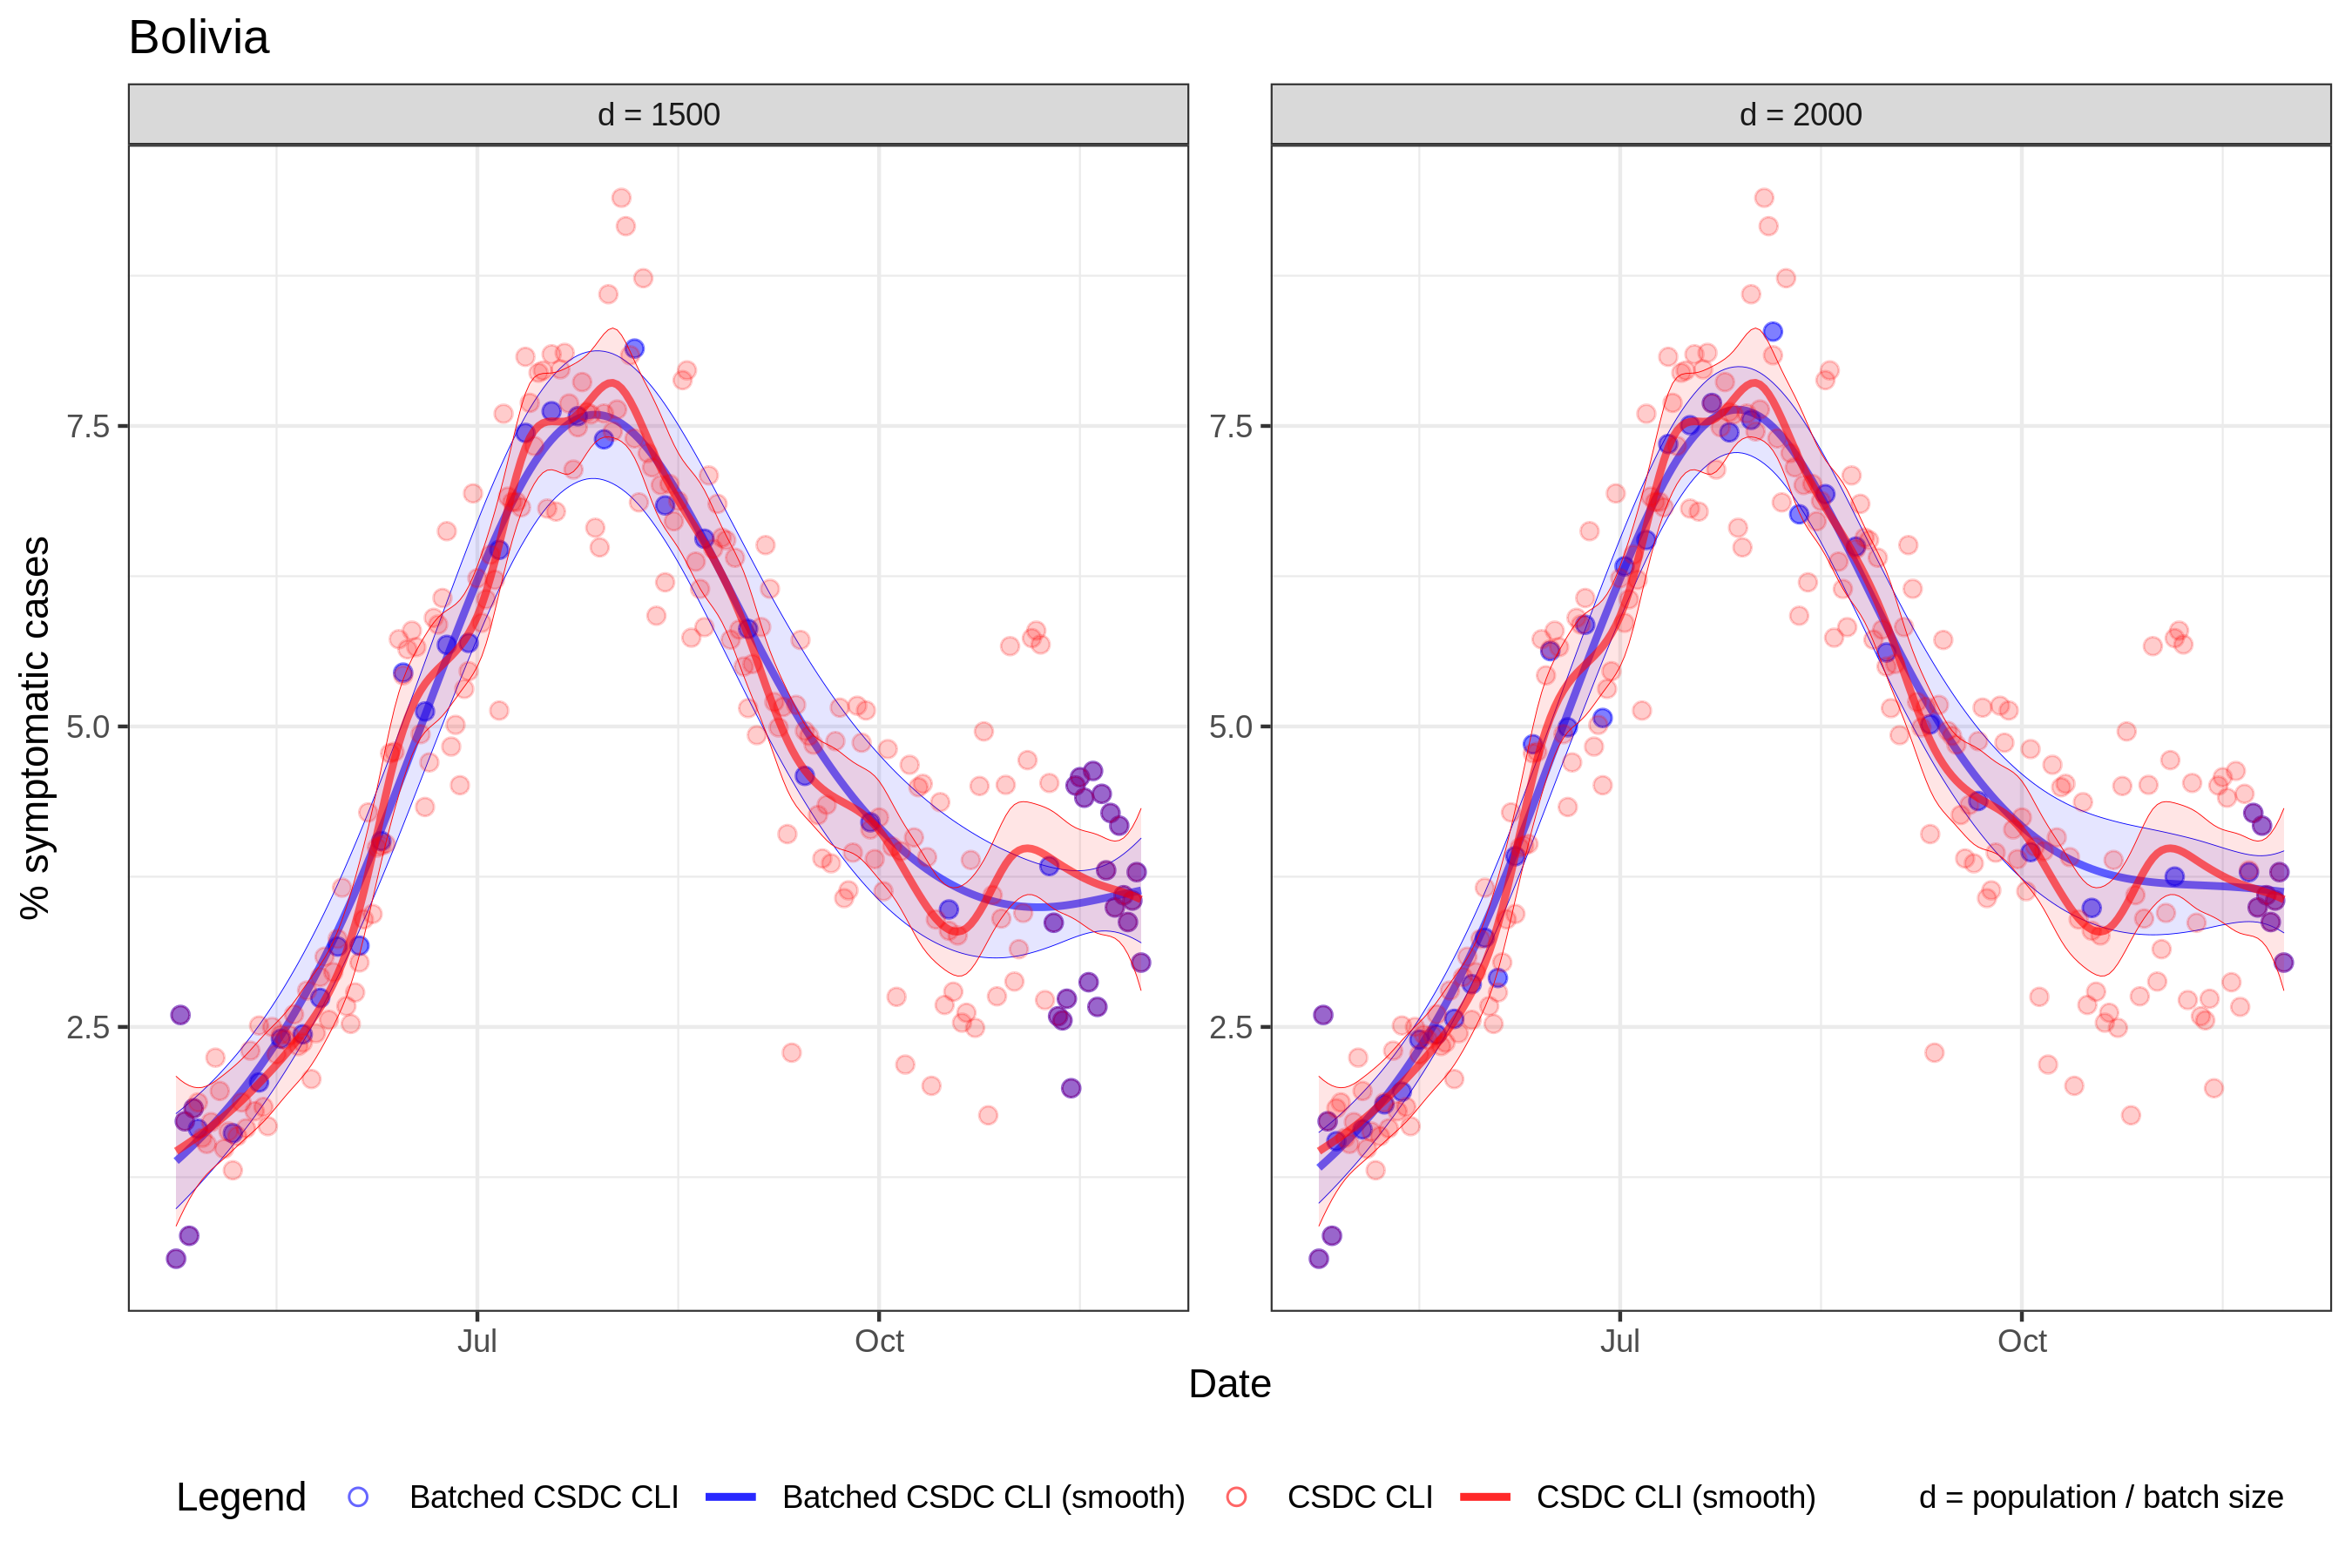 Bolivia
d = 1500
d = 2000
% symptomatic cases
7.5
5.0
2.5
7.5
5.0
2.5
Jul
Oct
Jul
Oct
Date
Legend
Batched CSDC CLI
Batched CSDC CLI (smooth)
CSDC CLI
CSDC CLI (smooth)
d = population / batch size